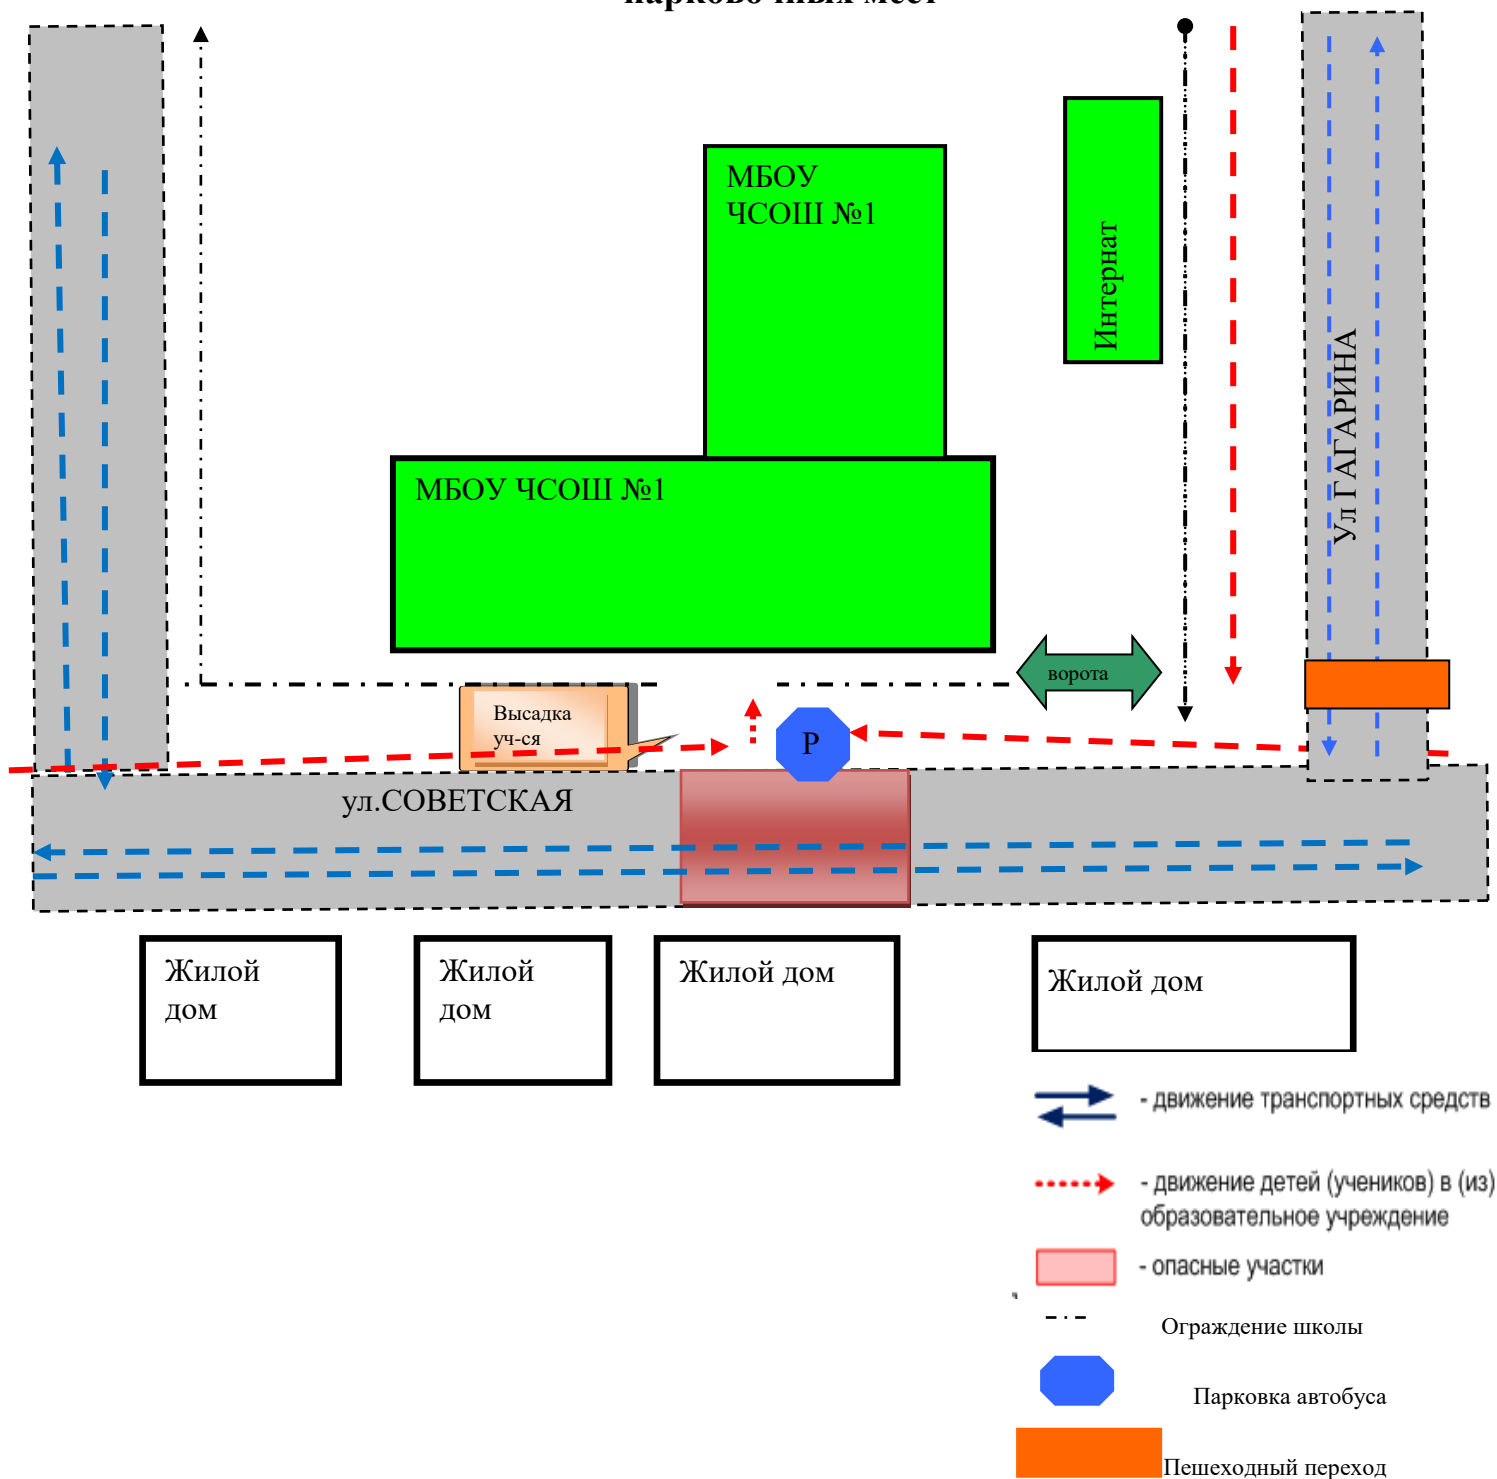 парковочных мест
МБОУ
ЧСОШ №1
Интернат
Ул ГАГАРИНА
МБОУ ЧСОШ №1
ворота
Высадка
уч-ся
Р
ул.СОВЕТСКАЯ
Жилой
дом
Жилой
дом
Жилой дом
Жилой дом
- движение транспортных средств
- движение детей (учеников) в (из)
образовательное учреждение
- опасные участки
Ограждение школы
Парковка автобуса
Пешеходный переход